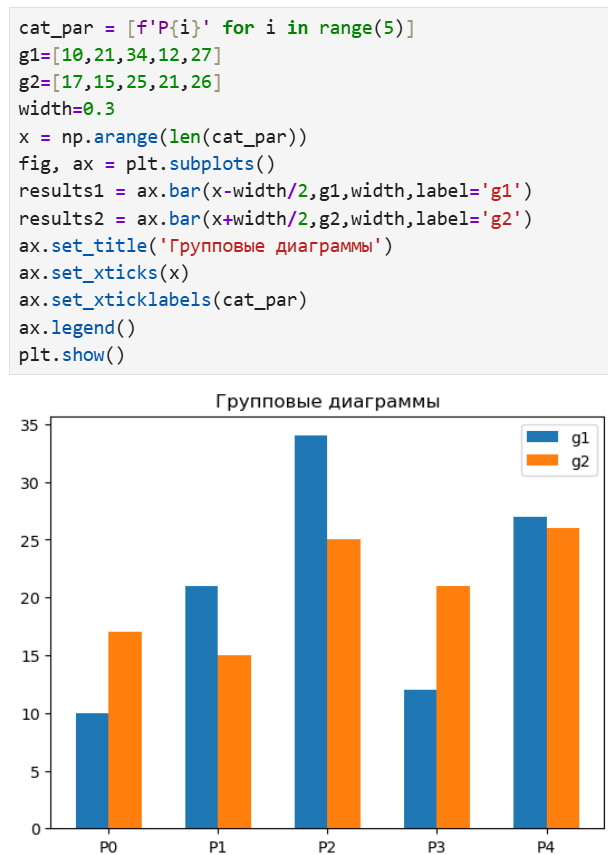 cat_par = [f'P{i}' for i in range(5)]
g1=[10,21,34,12,27]
g2=[17,15,25,21,26]
width=0.3
x = np.arange(len(cat_par))
fig, ax = plt.subplots()
results1 = ax.bar(x-width/2,g1,width,label='g1')
results2 = ax.bar(x+width/2,g2,width,label='g2')
ax.set_title('Групповые диаграммы')
ax.set_xticks(x)
ax.set_xticklabels(cat_par)
ax.legend()
plt.show()
Групповые диаграммы
35
30
25
20
15
10
5
0
g1
g2
P0 P1 P2 P3 P4